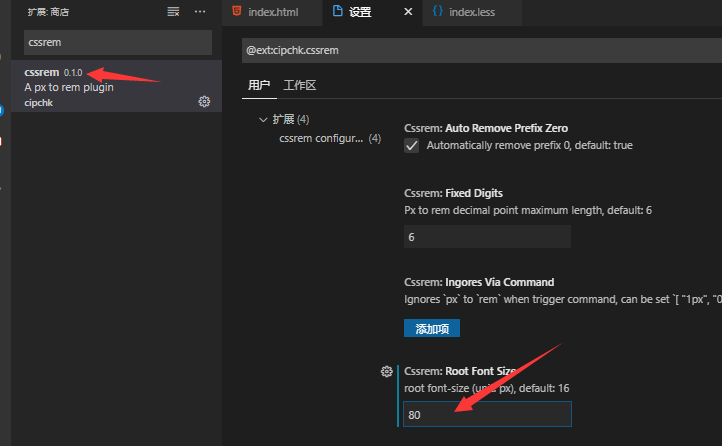 扩展: 商店
cssrem
cssrem 0.1.0
A px to rem plugin
cipchk
index.html
设置
index.less
@ext:cipchk.cssrem
用户 工作区
扩展 (4)
cssrem configur... (4)
Cssrem: Auto Remove Prefix Zero
Automatically remove prefix 0, default: true
Cssrem: Fixed Digits
Px to rem decimal point maximum length, default: 6
6
Cssrem: Ingores Via Command
Ignores `px` to `rem` when trigger command, can be set `[ "1px", "0
添加项
Cssrem: Root Font Size
root font-size (unit: px), default: 16
80